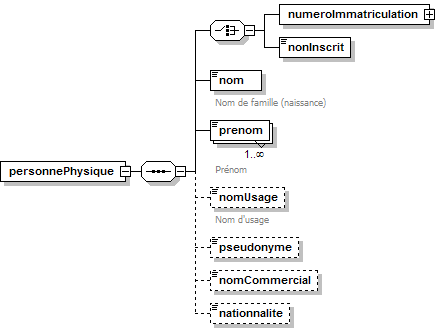 numeroImmatriculation
nonInscrit
nom
Nom de famille (naissance)
prenom
1..∞
Prénom
personnePhysique
nomUsage
Nom d'usage
pseudonyme
nomCommercial
nationnalite